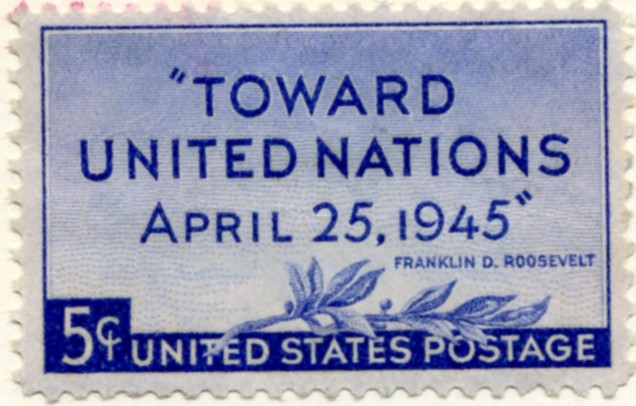 "TOWARD
UNITED NATIONS
APRIL 25, 1945"
FRANKLIN D. ROOSEVELT
5¢ UNITED STATES POSTAGE